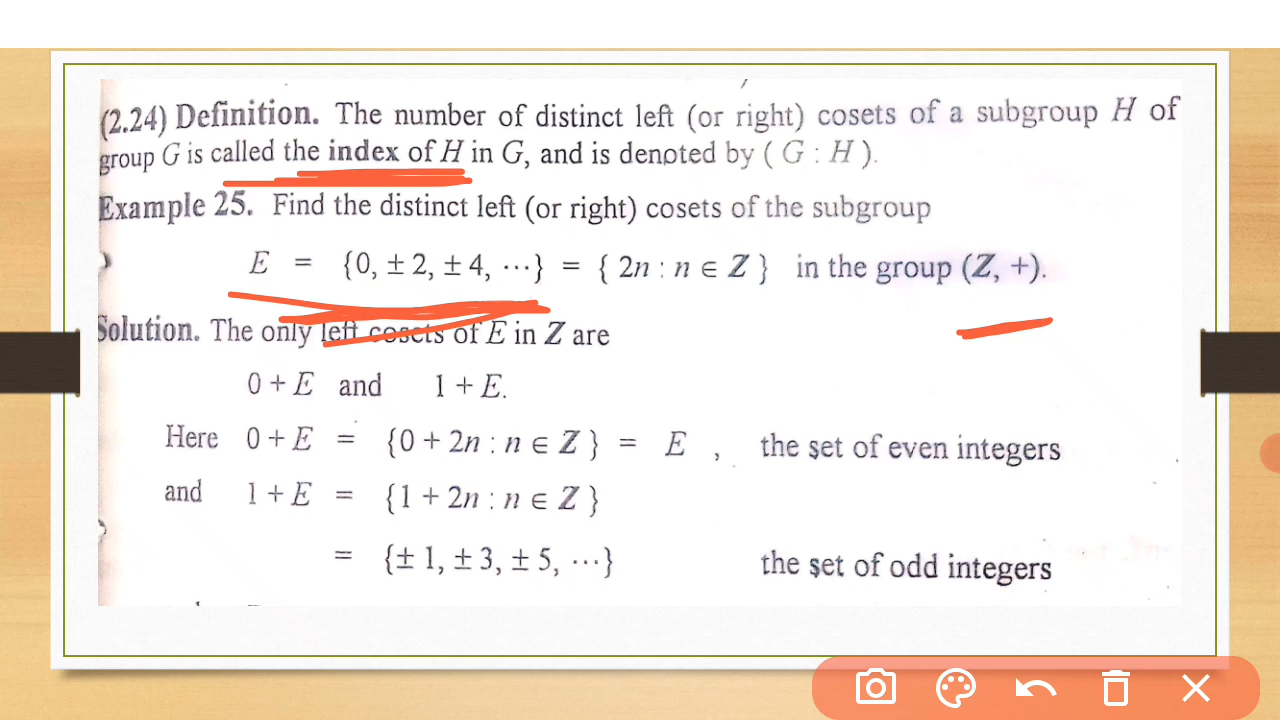 (2.24) Definition. The number of distinct left (or right) cosets of a subgroup H of
group G is called the index of H in G, and is denoted by ( G : H ).
Example 25. Find the distinct left (or right) cosets of the subgroup
E = {0, ± 2, ± 4, ⋯} = { 2n : n ∈ Z } in the group (Z, +).
Solution. The only left cosets of E in Z are
0 + E and 1 + E.
Here 0 + E = {0 + 2n : n ∈ Z } = E , the set of even integers
and 1 + E = {1 + 2n : n ∈ Z }
= {± 1, ± 3, ± 5, ⋯} the set of odd integers